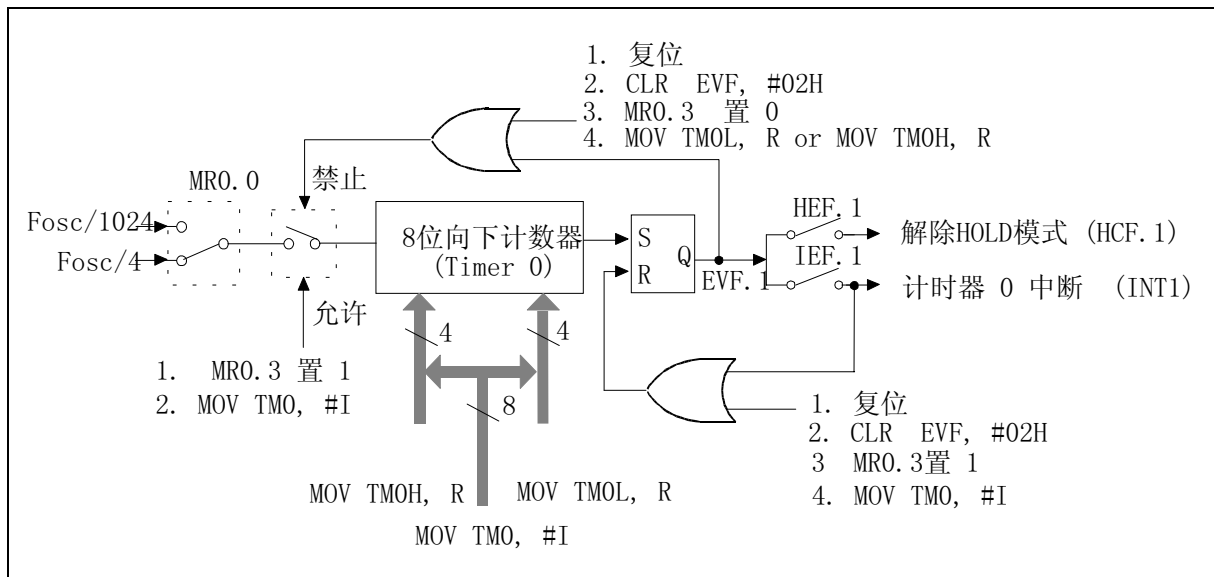 1. 复位
2. CLR EVF, #02H
3. MR0.3 置 0
4. MOV TM0L, R or MOV TM0H, R
MR0.0
禁止
Fosc/1024
Fosc/4
8位向下计数器
(Timer 0)
S
R
Q
EVF.1
HEF.1
解除HOLD模式 (HCF.1)
IEF.1
计时器 0 中断 (INT1)
允许
4
4
1. MR0.3 置 1
2. MOV TM0, #I
8
1. 复位
2. CLR EVF, #02H
3 MR0.3置 1
4. MOV TM0, #I
MOV TM0H, R
MOV TM0L, R
MOV TM0, #I